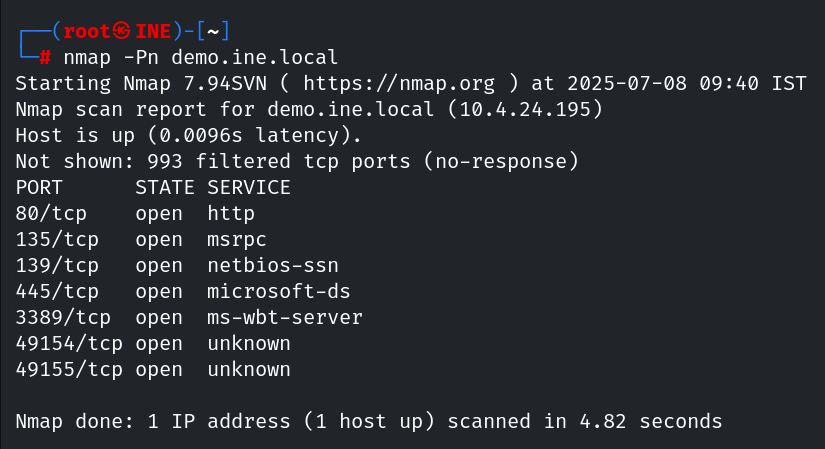 ┌──(root㉿INE)-[~]
└─# nmap -Pn demo.ine.local
Starting Nmap 7.94SVN ( https://nmap.org ) at 2025-07-08 09:40 IST
Nmap scan report for demo.ine.local (10.4.24.195)
Host is up (0.0096s latency).
Not shown: 993 filtered tcp ports (no-response)
PORT      STATE SERVICE
80/tcp    open  http
135/tcp   open  msrpc
139/tcp   open  netbios-ssn
445/tcp   open  microsoft-ds
3389/tcp  open  ms-wbt-server
49154/tcp open  unknown
49155/tcp open  unknown

Nmap done: 1 IP address (1 host up) scanned in 4.82 seconds